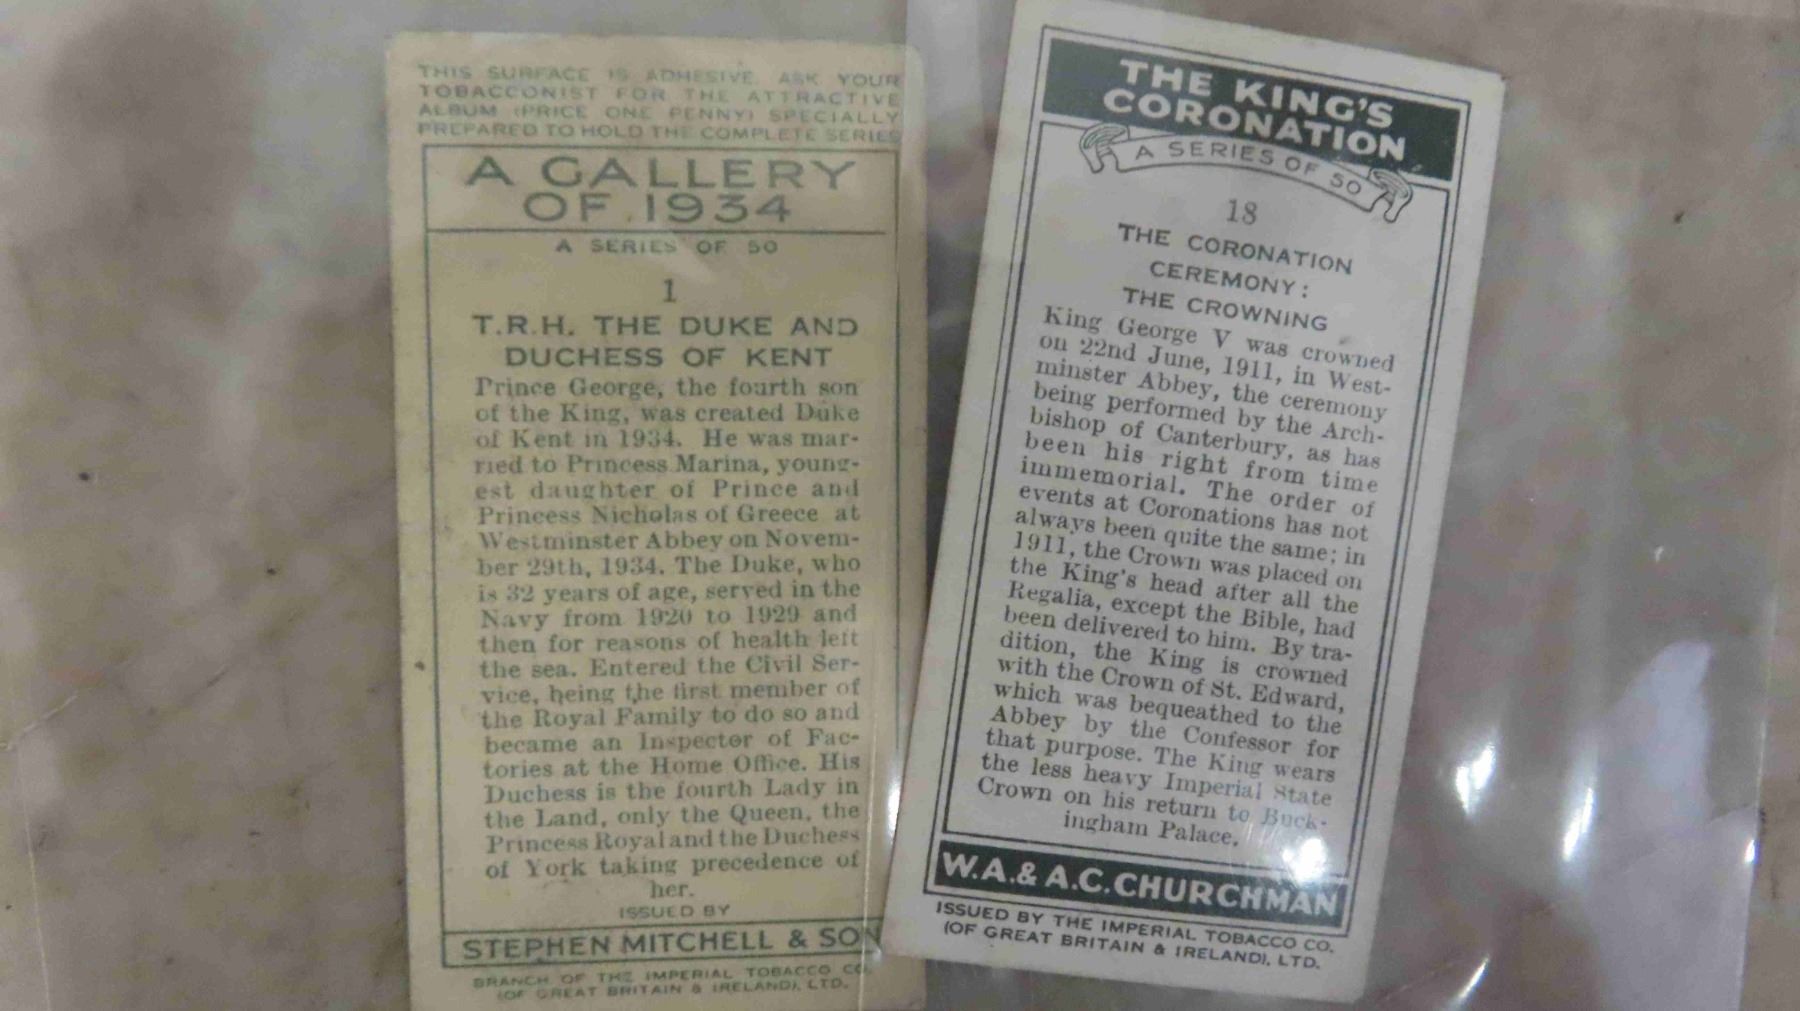 THIS SURFACE IS ADHESIVE. ASK YOUR
TOBACCONIST FOR THE ATTRACTIVE
ALBUM (PRICE ONE PENNY) SPECIALLY
PREPARED TO HOLD THE COMPLETE SERIES
A GALLERY
OF 1934
A SERIES OF 50
1
T.R.H. THE DUKE AND
DUCHESS OF KENT
Prince George, the fourth son
of the King, was created Duke
of Kent in 1934. He was mar-
ried to Princess Marina, young-
est daughter of Prince and
Princess Nicholas of Greece at
Westminster Abbey on Novem-
ber 29th, 1934. The Duke, who
is 32 years of age, served in the
Navy from 1920 to 1929 and
then for reasons of health left
the sea. Entered the Civil Ser-
vice, being the first member of
the Royal Family to do so and
became an Inspector of Fac-
tories at the Home Office. His
Duchess is the fourth Lady in
the Land, only the Queen, the
Princess Royal and the Duchess
of York taking precedence of
her.
ISSUED BY
STEPHEN MITCHELL & SON
BRANCH OF THE IMPERIAL TOBACCO CO.
(OF GREAT BRITAIN & IRELAND), LTD.
THE KING'S
CORONATION
A SERIES OF 50
18
THE CORONATION
CEREMONY:
THE CROWNING
King George V was crowned
on 22nd June, 1911, in West-
minster Abbey, the ceremony
being performed by the Arch-
bishop of Canterbury, as has
been his right from time
immemorial. The order of
events at Coronations has not
always been quite the same; in
1911, the Crown was placed on
the King's head after all the
Regalia, except the Bible, had
been delivered to him. By tra-
dition, the King is crowned
with the Crown of St. Edward,
which was bequeathed to the
Abbey by the Confessor for
that purpose. The King wears
the less heavy Imperial State
Crown on his return to Buck-
ingham Palace.
W.A. & A.C. CHURCHMAN
ISSUED BY THE IMPERIAL TOBACCO CO.
(OF GREAT BRITAIN & IRELAND), LTD.